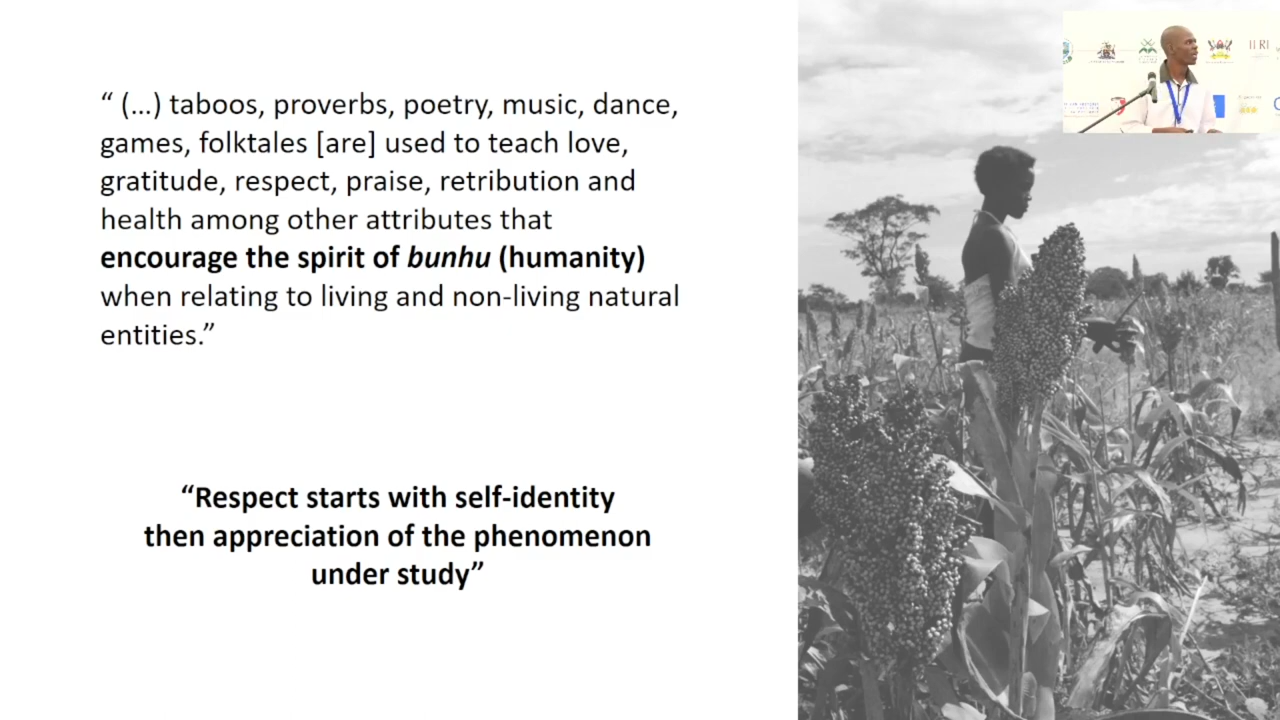 “ (...) taboos, proverbs, poetry, music, dance,
games, folktales [are] used to teach love,
gratitude, respect, praise, retribution and
health among other attributes that
encourage the spirit of bunhu (humanity)
when relating to living and non-living natural
entities.”
“Respect starts with self-identity
then appreciation of the phenomenon
under study”